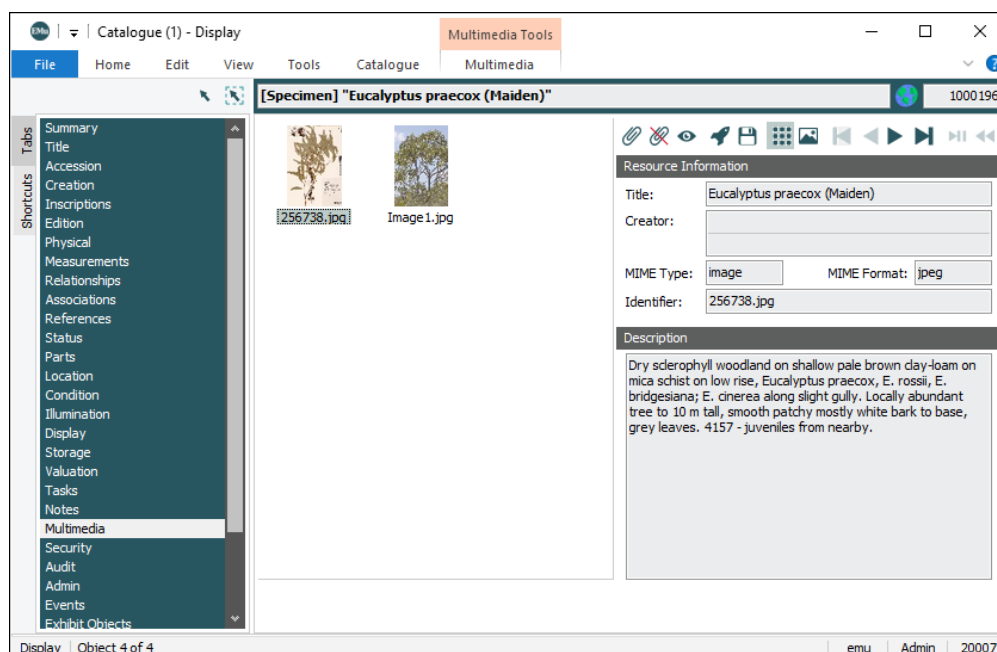 EMu
Catalogue (1) - Display
Multimedia Tools
File
Home
Edit
View
Tools
Catalogue
Multimedia
?
[Specimen] "Eucalyptus praecox (Maiden)"
1000196
Tabs
Shortcuts
Summary
Title
Accession
Creation
Inscriptions
Edition
Physical
Measurements
Relationships
Associations
References
Status
Parts
Location
Condition
Illumination
Display
Storage
Valuation
Tasks
Notes
Multimedia
Security
Audit
Admin
Events
Exhibit Objects
256738.jpg
Image1.jpg
Resource Information
Title: Eucalyptus praecox (Maiden)
Creator:
MIME Type: image MIME Format: jpeg
Identifier: 256738.jpg
Description
Dry sclerophyll woodland on shallow pale brown clay-loam on
mica schist on low rise, Eucalyptus praecox, E. rossii, E.
bridgesiana; E. cinerea along slight gully. Locally abundant
tree to 10 m tall, smooth patchy mostly white bark to base,
grey leaves. 4157 - juveniles from nearby.
Display Object 4 of 4 emu Admin 20007